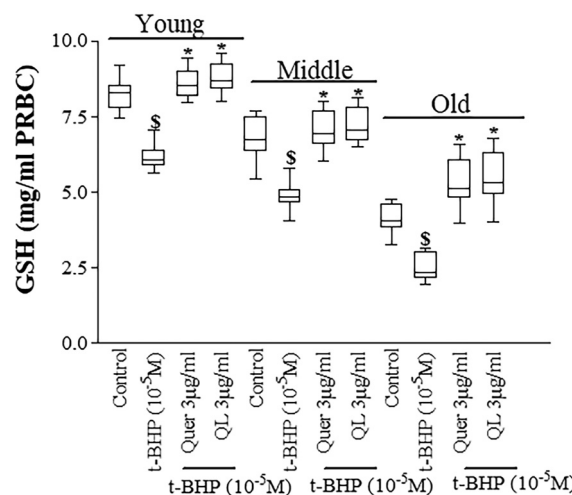 Young
Middle
Old
10.0
7.5
5.0
2.5
0.0
GSH (mg/ml PRBC)
* *
$
* *
$
* *
$
Control
t-BHP (10⁻⁵M)
Quer 3µg/ml
QL 3µg/ml
Control
t-BHP (10⁻⁵M)
Quer 3µg/ml
QL 3µg/ml
Control
t-BHP (10⁻⁵M)
Quer 3µg/ml
QL 3µg/ml
t-BHP (10⁻⁵M)
t-BHP (10⁻⁵M)
t-BHP (10⁻⁵M)